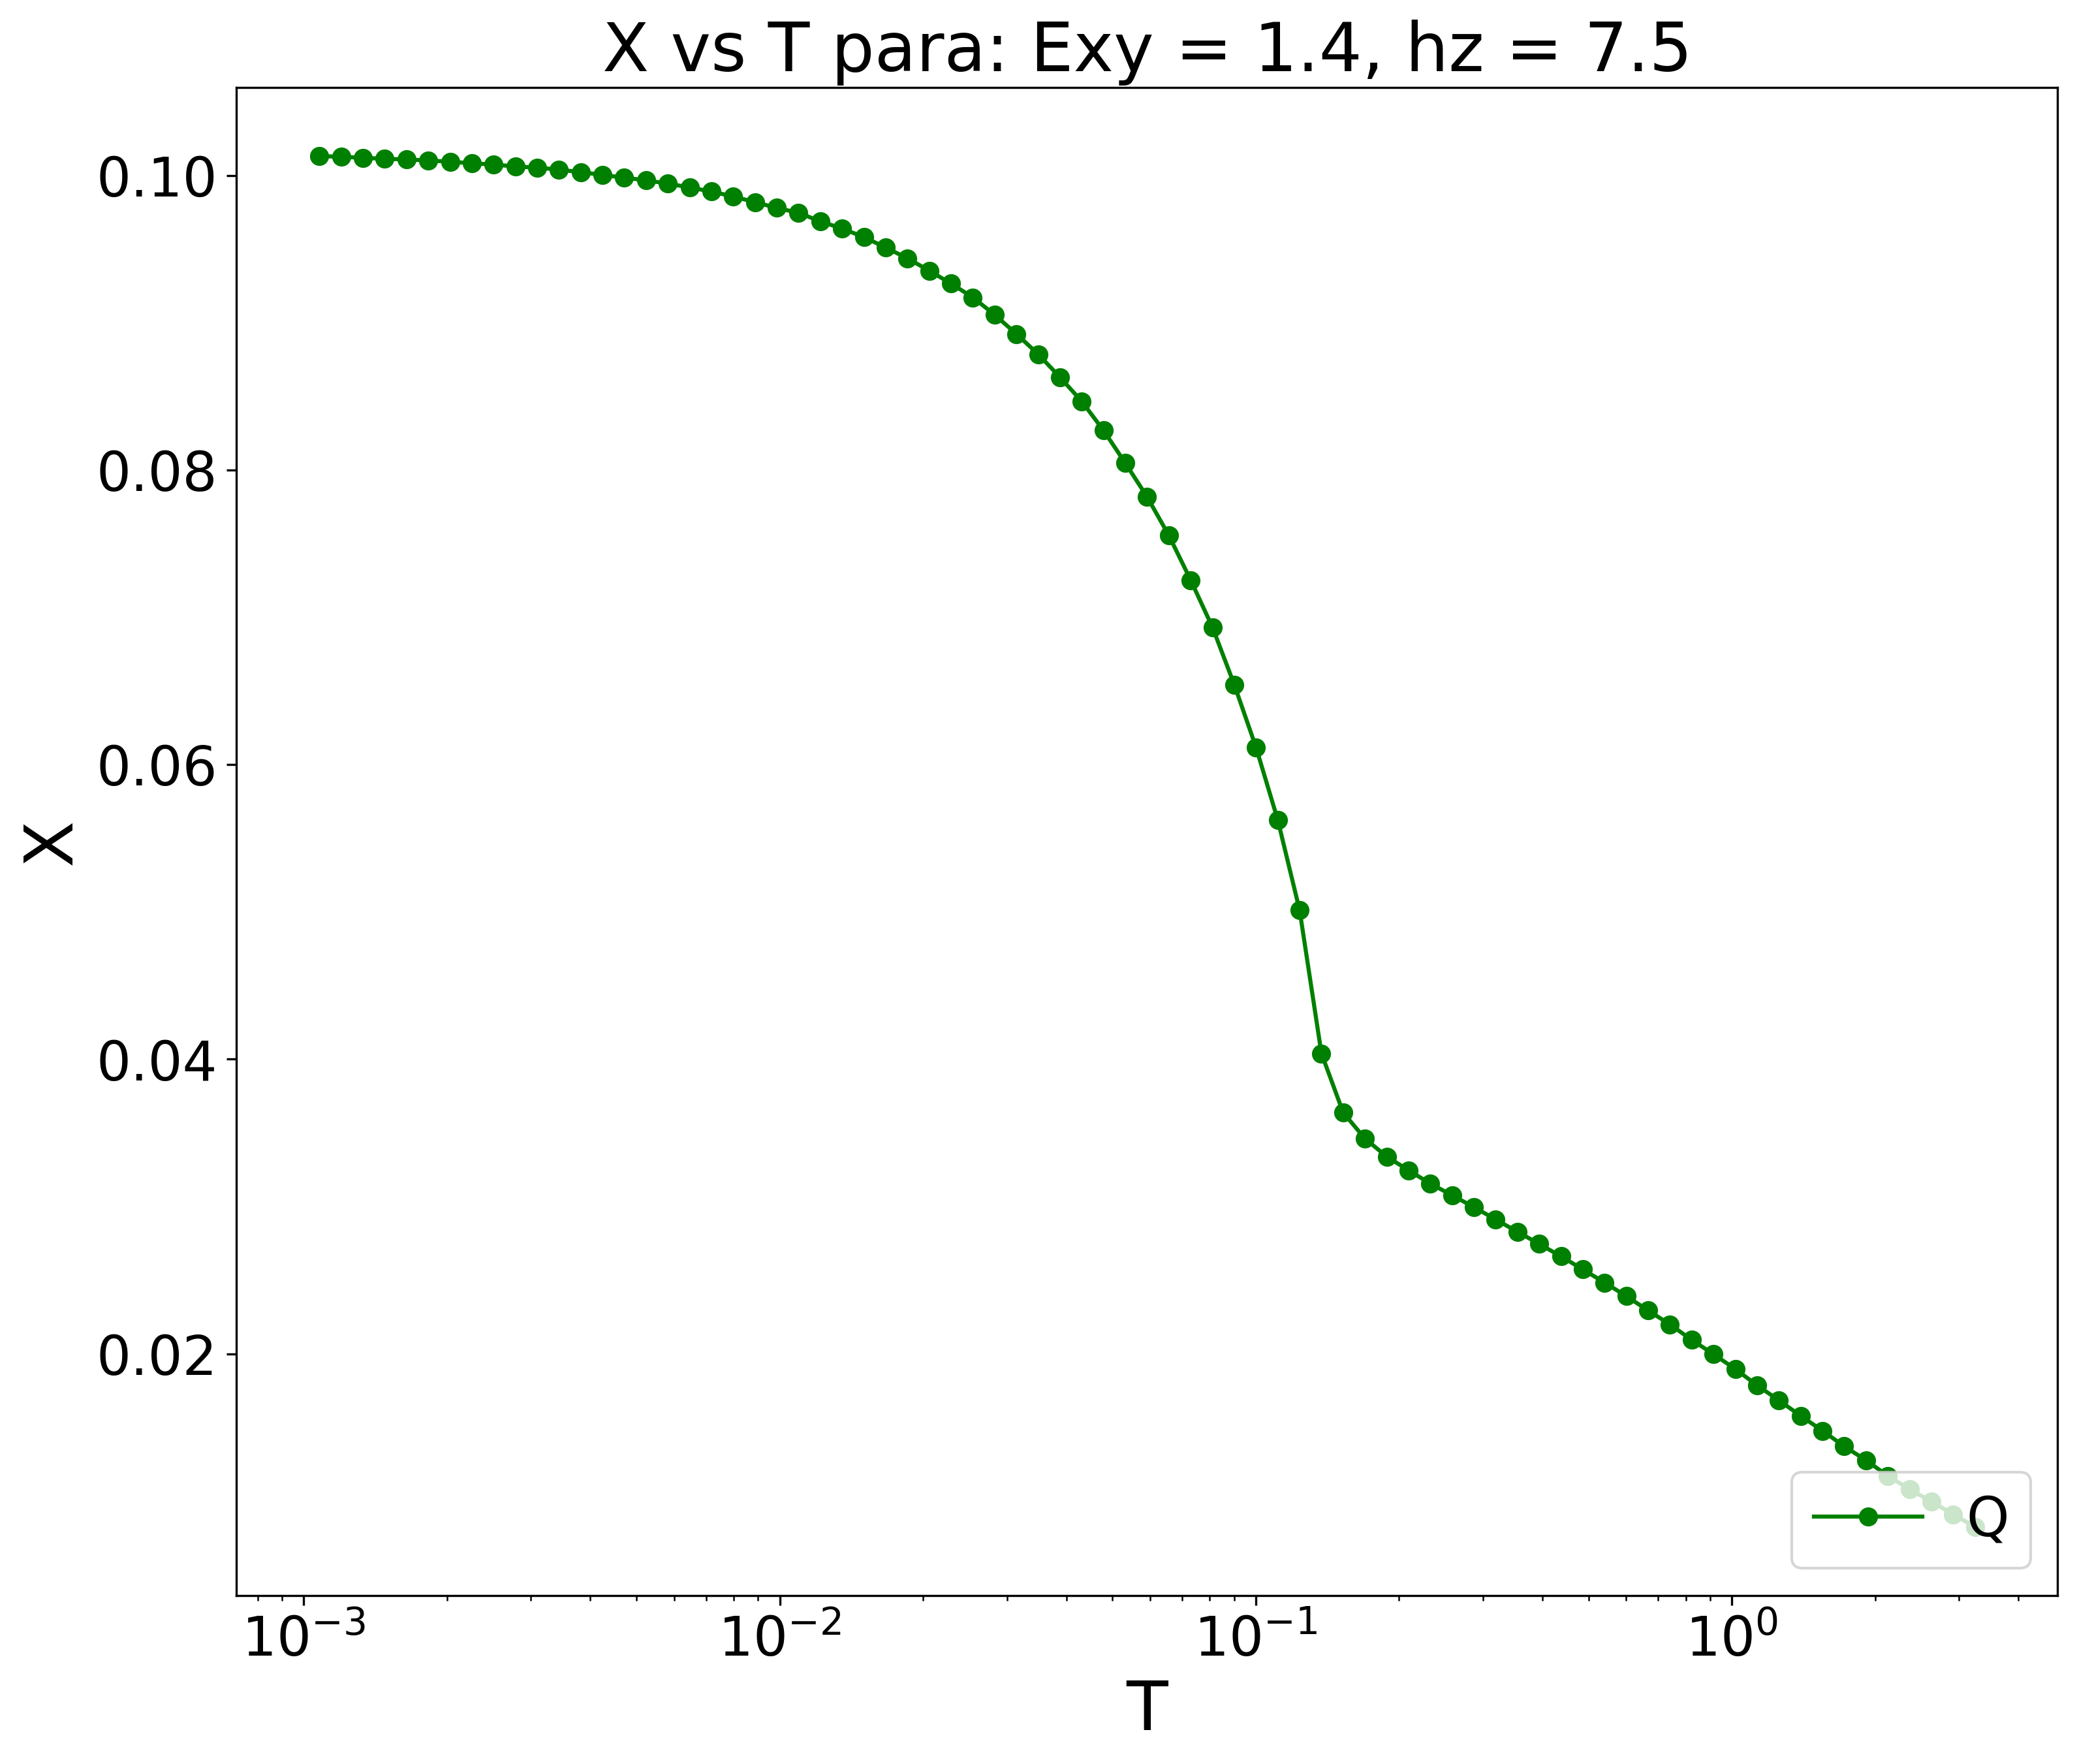 X vs T para: Exy = 1.4, hz = 7.5
0.10
0.08
0.06
0.04
0.02
X
Q
10⁻³ 10⁻² 10⁻¹ 10⁰
T